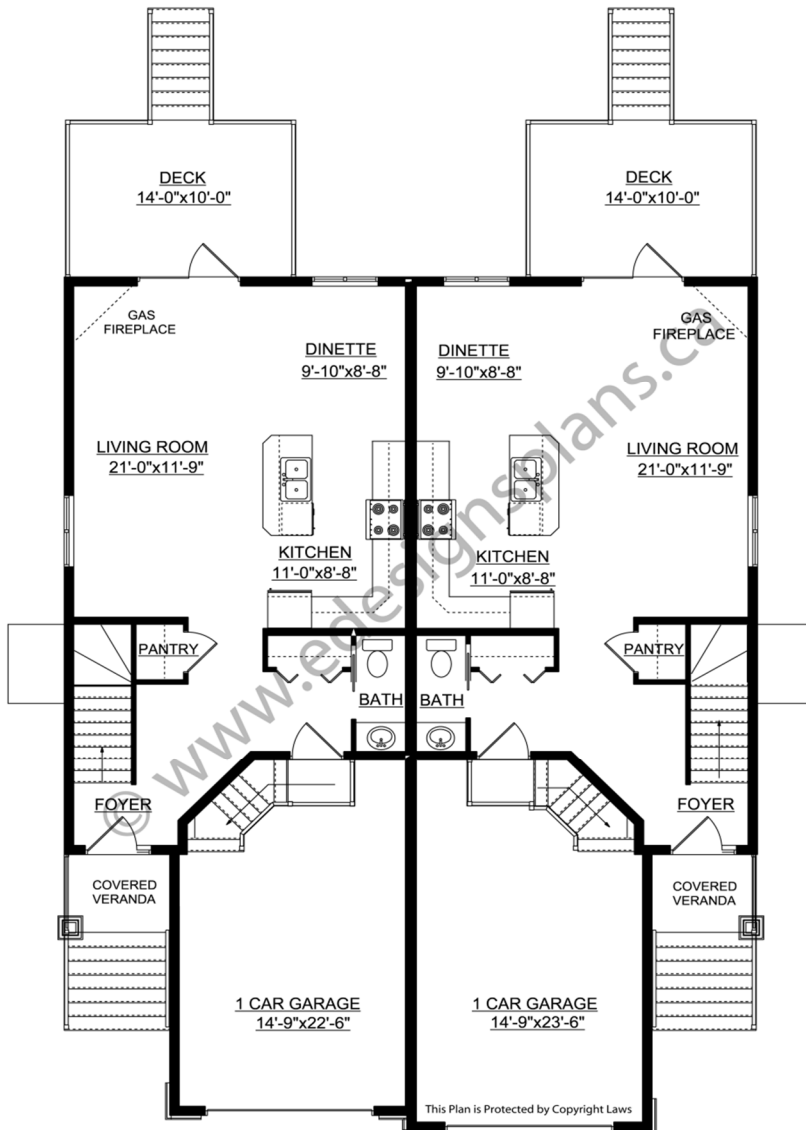 DECK
14'-0"x10'-0"
DECK
14'-0"x10'-0"
GAS
FIREPLACE
GAS
FIREPLACE
DINETTE
9'-10"x8'-8"
DINETTE
9'-10"x8'-8"
LIVING ROOM
21'-0"x11'-9"
LIVING ROOM
21'-0"x11'-9"
KITCHEN
11'-0"x8'-8"
KITCHEN
11'-0"x8'-8"
PANTRY
PANTRY
BATH
BATH
FOYER
FOYER
COVERED
VERANDA
COVERED
VERANDA
1 CAR GARAGE
14'-9"x22'-6"
1 CAR GARAGE
14'-9"x23'-6"
This Plan is Protected by Copyright Laws
© www.edesignsplans.ca